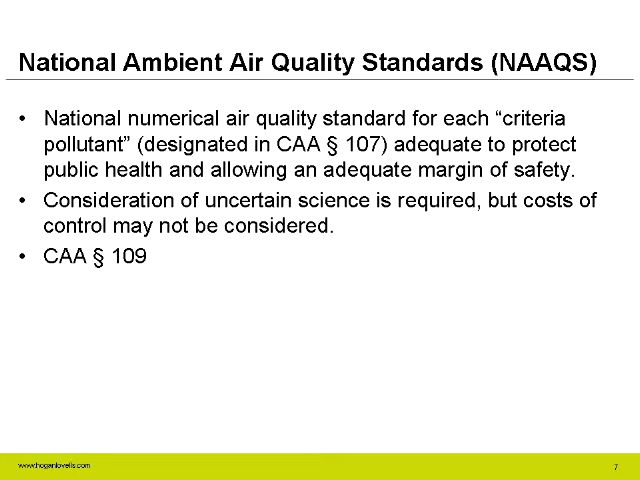 National Ambient Air Quality Standards (NAAQS)
• National numerical air quality standard for each “criteria
pollutant” (designated in CAA § 107) adequate to protect
public health and allowing an adequate margin of safety.
• Consideration of uncertain science is required, but costs of
control may not be considered.
• CAA § 109
www.hoganlovells.com
7